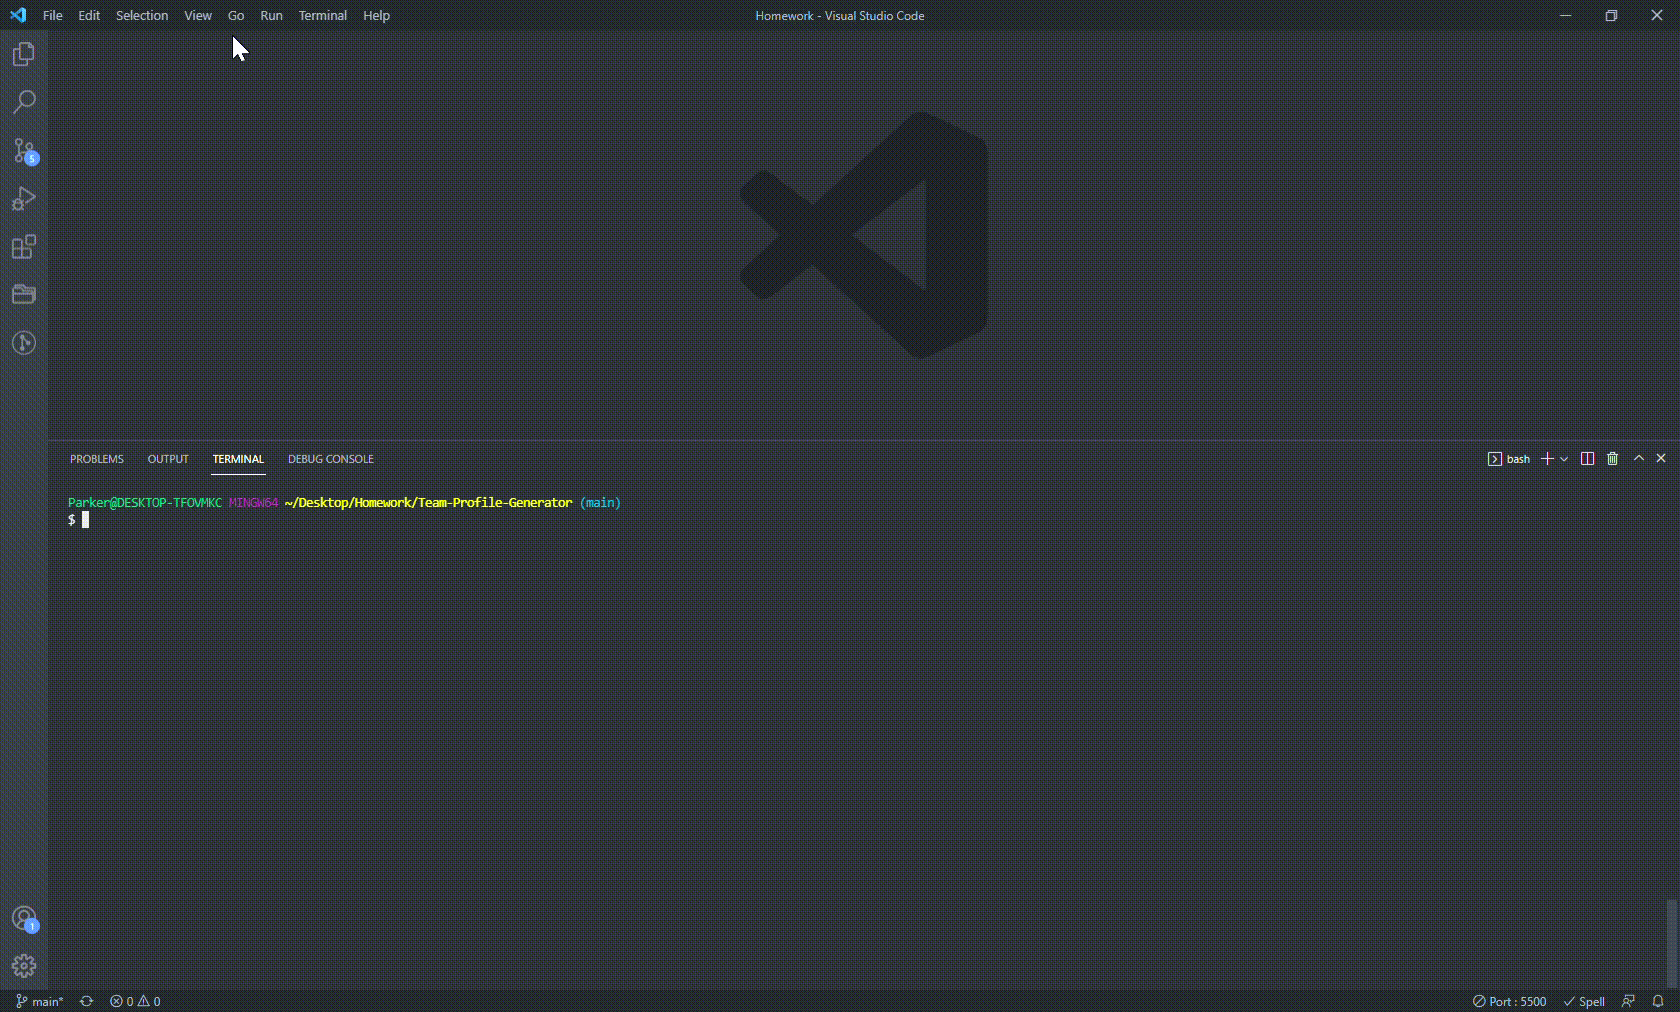 File Edit Selection View Go Run Terminal Help Homework - Visual Studio Code
5
PROBLEMS OUTPUT TERMINAL DEBUG CONSOLE bash
Parker@DESKTOP-TFOVMKC MINGW64 ~/Desktop/Homework/Team-Profile-Generator (main)
$
1
main* 0 0 Port : 5500 Spell